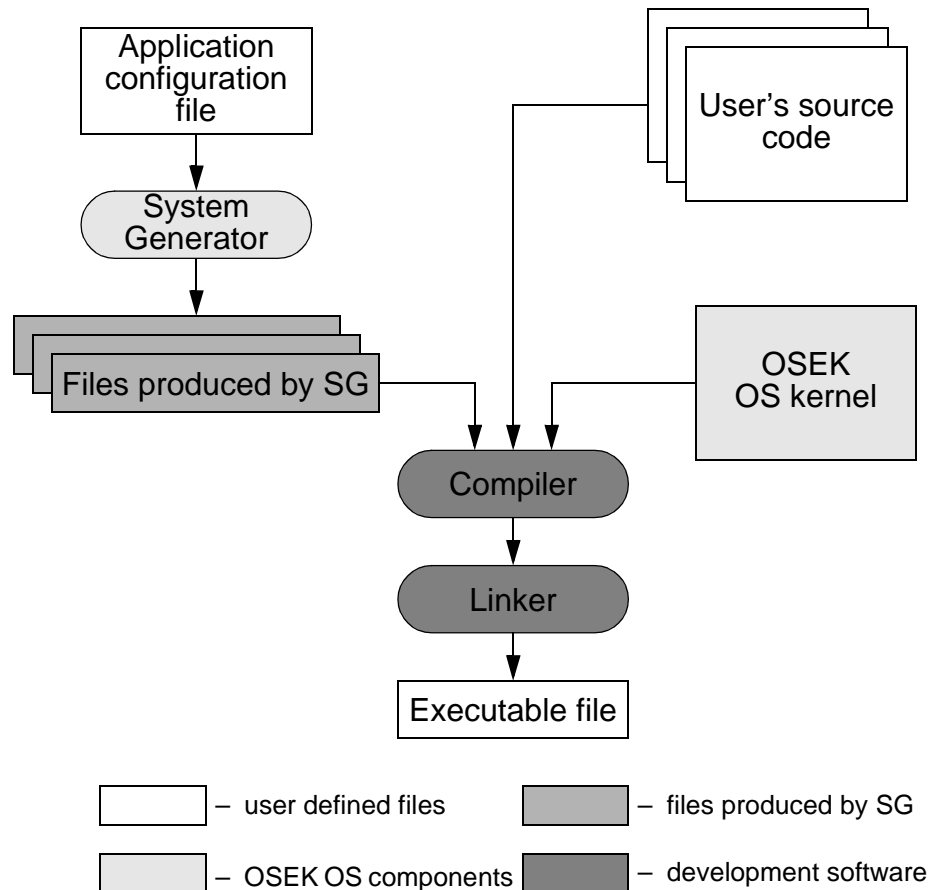 Application
configuration
file
User's source
code
System
Generator
Files produced by SG
OSEK
OS kernel
Compiler
Linker
Executable file
– user defined files
– files produced by SG
– OSEK OS components
– development software